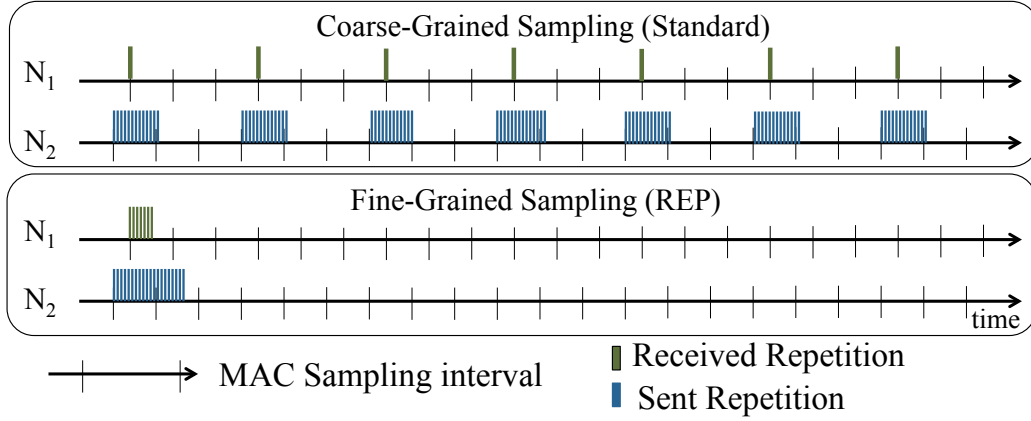 Coarse-Grained Sampling (Standard)
N1
N2
Fine-Grained Sampling (REP)
N1
N2
time
MAC Sampling interval
Received Repetition
Sent Repetition